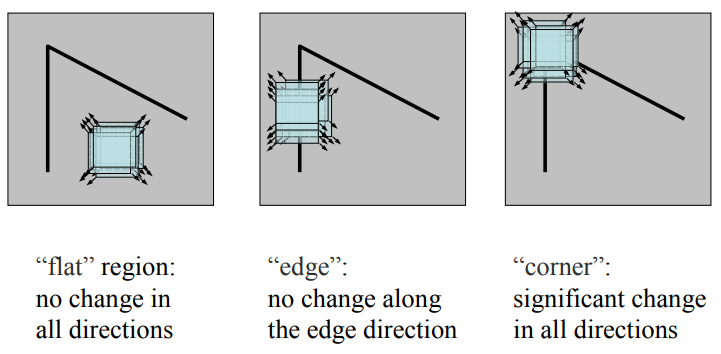 “flat” region:
no change in
all directions
“edge”:
no change along
the edge direction
“corner”:
significant change
in all directions